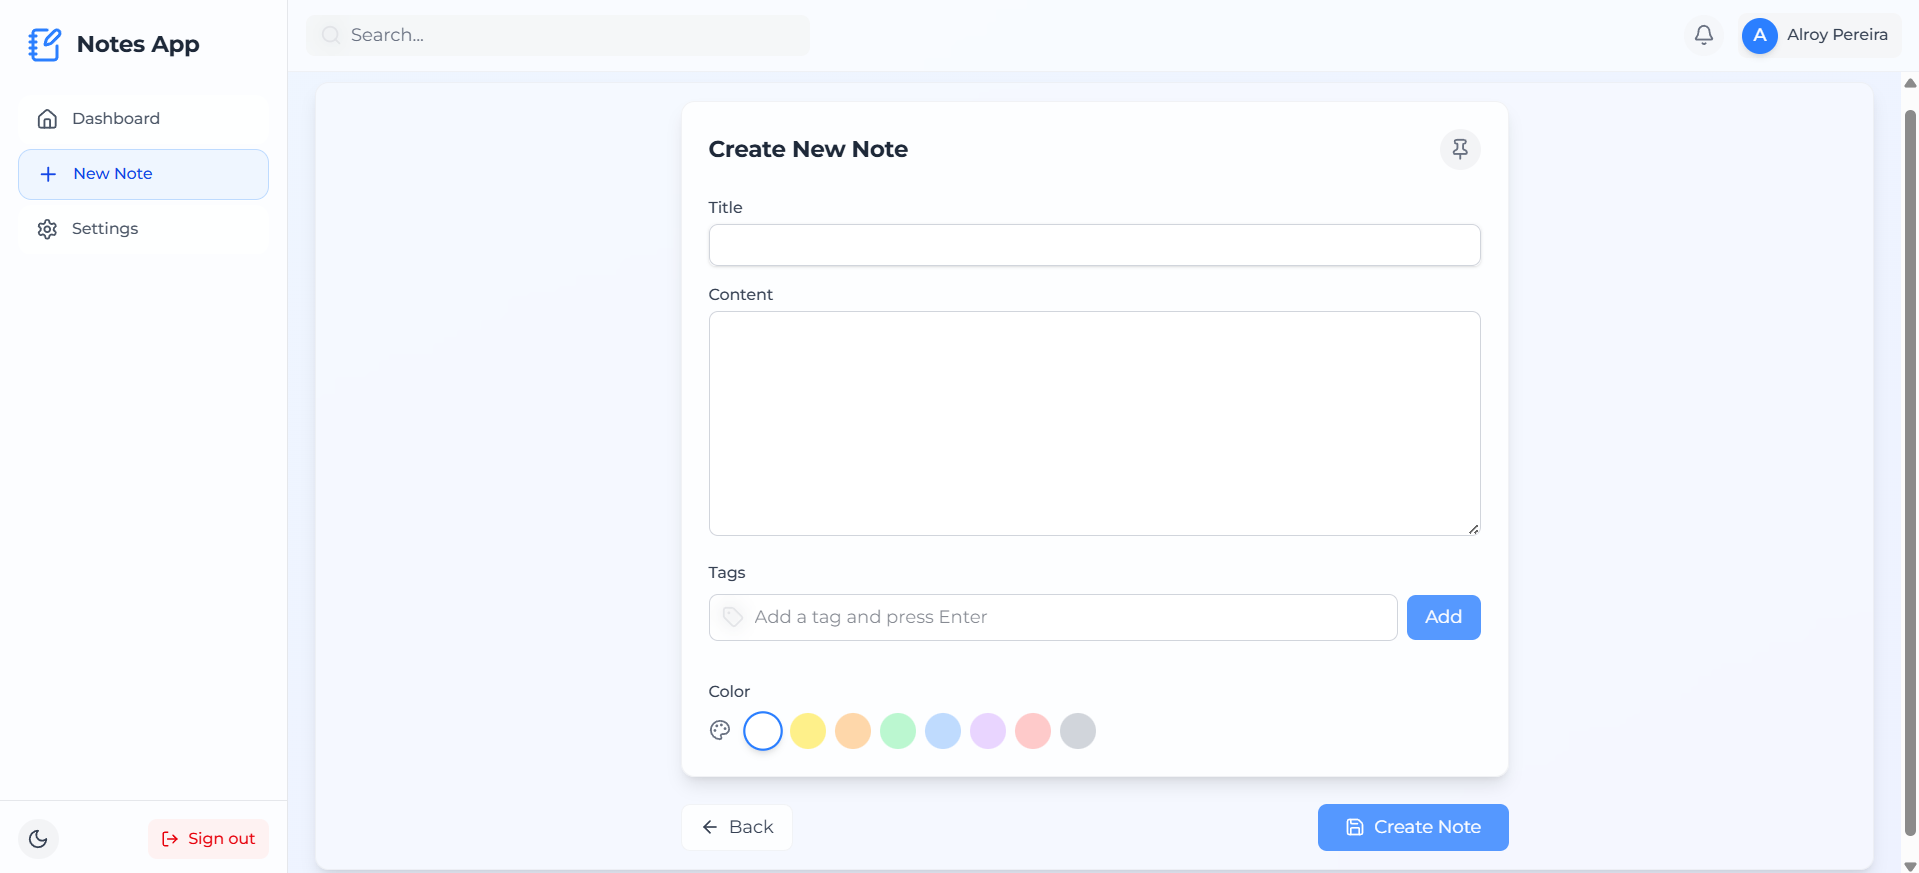 Notes App
Search...
A
Alroy Pereira
Dashboard
New Note
Settings
Create New Note
Title
Content
Tags
Add a tag and press Enter
Add
Color
Back
Create Note
Sign out